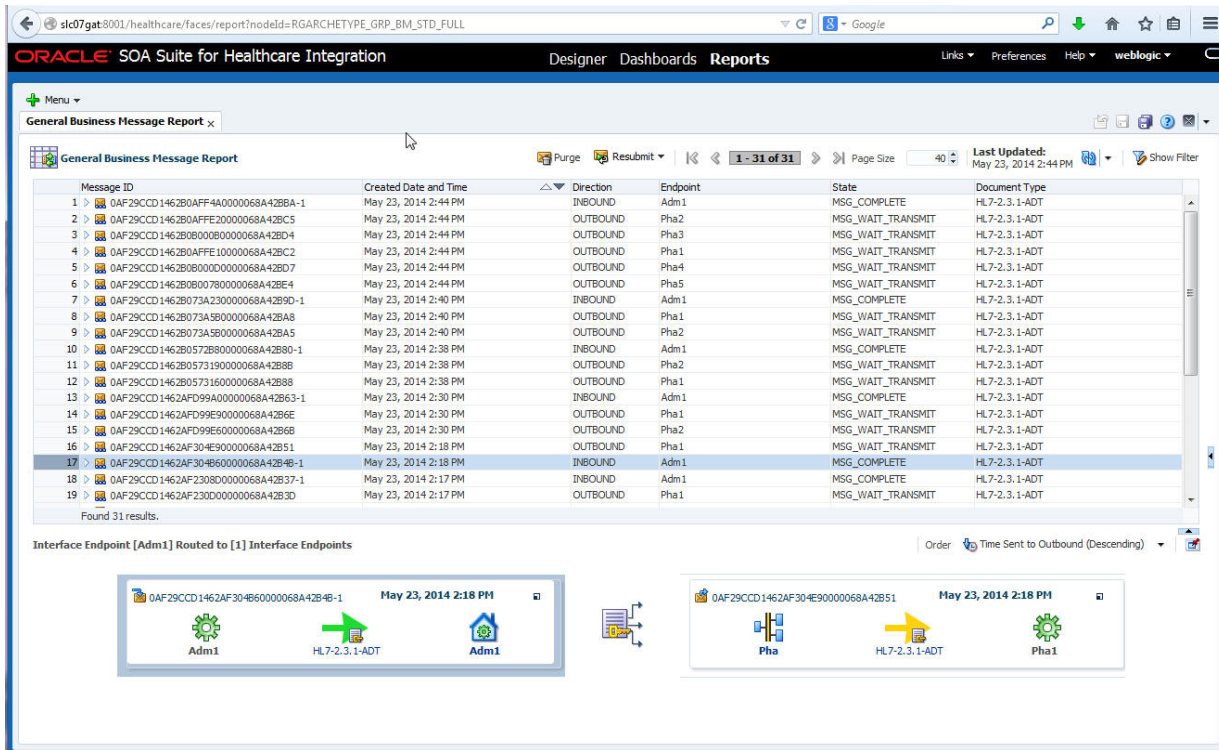 slc07gat:8001/healthcare/faces/report?nodeId=RGARCHETYPE_GRP_BM_STD_FULL
Google
ORACLE SOA Suite for Healthcare Integration
Designer Dashboards Reports
Links Preferences Help weblogic
Menu
General Business Message Report x
General Business Message Report
Purge Resubmit 1 - 31 of 31 Page Size 40 Last Updated: May 23, 2014 2:44 PM Show Filter
Message ID Created Date and Time Direction Endpoint State Document Type
1 0AF29CCD1462B0AFF4A0000068A42BBA-1 May 23, 2014 2:44 PM INBOUND Adm1 MSG_COMPLETE HL7-2.3.1-ADT
2 0AF29CCD1462B0AFFE20000068A42BC5 May 23, 2014 2:44 PM OUTBOUND Pha2 MSG_WAIT_TRANSMIT HL7-2.3.1-ADT
3 0AF29CCD1462B0B000B0000068A42BD4 May 23, 2014 2:44 PM OUTBOUND Pha3 MSG_WAIT_TRANSMIT HL7-2.3.1-ADT
4 0AF29CCD1462B0AFFE10000068A42BC2 May 23, 2014 2:44 PM OUTBOUND Pha1 MSG_WAIT_TRANSMIT HL7-2.3.1-ADT
5 0AF29CCD1462B0B000D0000068A42BD7 May 23, 2014 2:44 PM OUTBOUND Pha4 MSG_WAIT_TRANSMIT HL7-2.3.1-ADT
6 0AF29CCD1462B0B00780000068A42BE4 May 23, 2014 2:44 PM OUTBOUND Pha5 MSG_WAIT_TRANSMIT HL7-2.3.1-ADT
7 0AF29CCD1462B073A230000068A42B9D-1 May 23, 2014 2:40 PM INBOUND Adm1 MSG_COMPLETE HL7-2.3.1-ADT
8 0AF29CCD1462B073A5B0000068A42BA8 May 23, 2014 2:40 PM OUTBOUND Pha1 MSG_WAIT_TRANSMIT HL7-2.3.1-ADT
9 0AF29CCD1462B073A5B0000068A42BA5 May 23, 2014 2:40 PM OUTBOUND Pha2 MSG_WAIT_TRANSMIT HL7-2.3.1-ADT
10 0AF29CCD1462B0572B80000068A42B80-1 May 23, 2014 2:38 PM INBOUND Adm1 MSG_COMPLETE HL7-2.3.1-ADT
11 0AF29CCD1462B0573190000068A42B8B May 23, 2014 2:38 PM OUTBOUND Pha2 MSG_WAIT_TRANSMIT HL7-2.3.1-ADT
12 0AF29CCD1462B0573160000068A42B88 May 23, 2014 2:38 PM OUTBOUND Pha1 MSG_WAIT_TRANSMIT HL7-2.3.1-ADT
13 0AF29CCD1462AFD99A00000068A42B63-1 May 23, 2014 2:30 PM INBOUND Adm1 MSG_COMPLETE HL7-2.3.1-ADT
14 0AF29CCD1462AFD99E90000068A42B6E May 23, 2014 2:30 PM OUTBOUND Pha1 MSG_WAIT_TRANSMIT HL7-2.3.1-ADT
15 0AF29CCD1462AFD99E60000068A42B6B May 23, 2014 2:30 PM OUTBOUND Pha2 MSG_WAIT_TRANSMIT HL7-2.3.1-ADT
16 0AF29CCD1462AF304E90000068A42B51 May 23, 2014 2:18 PM OUTBOUND Pha1 MSG_WAIT_TRANSMIT HL7-2.3.1-ADT
17 0AF29CCD1462AF304B60000068A42B4B-1 May 23, 2014 2:18 PM INBOUND Adm1 MSG_COMPLETE HL7-2.3.1-ADT
18 0AF29CCD1462AF2308D0000068A42B37-1 May 23, 2014 2:17 PM INBOUND Adm1 MSG_COMPLETE HL7-2.3.1-ADT
19 0AF29CCD1462AF230DD0000068A42B3D May 23, 2014 2:17 PM OUTBOUND Pha1 MSG_WAIT_TRANSMIT HL7-2.3.1-ADT
Found 31 results.
Interface Endpoint [Adm1] Routed to [1] Interface Endpoints Order Time Sent to Outbound (Descending)
0AF29CCD1462AF304B60000068A42B4B-1 May 23, 2014 2:18 PM 0AF29CCD1462AF304E90000068A42B51 May 23, 2014 2:18 PM
Adm1 HL7-2.3.1-ADT Adm1 Pha HL7-2.3.1-ADT Pha1